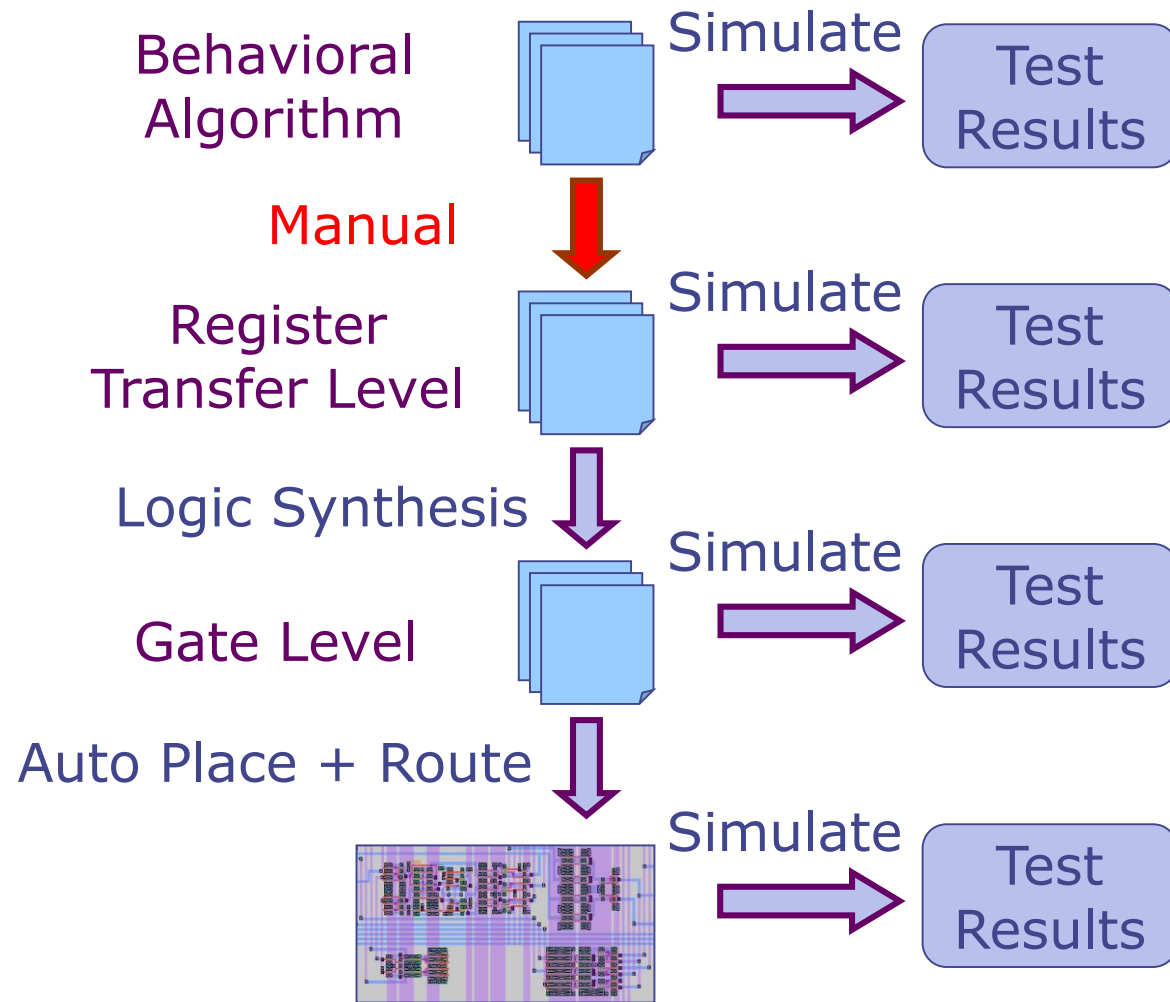 Behavioral
Algorithm
Simulate
Test
Results
Manual
Register
Transfer Level
Simulate
Test
Results
Logic Synthesis
Gate Level
Simulate
Test
Results
Auto Place + Route
Simulate
Test
Results